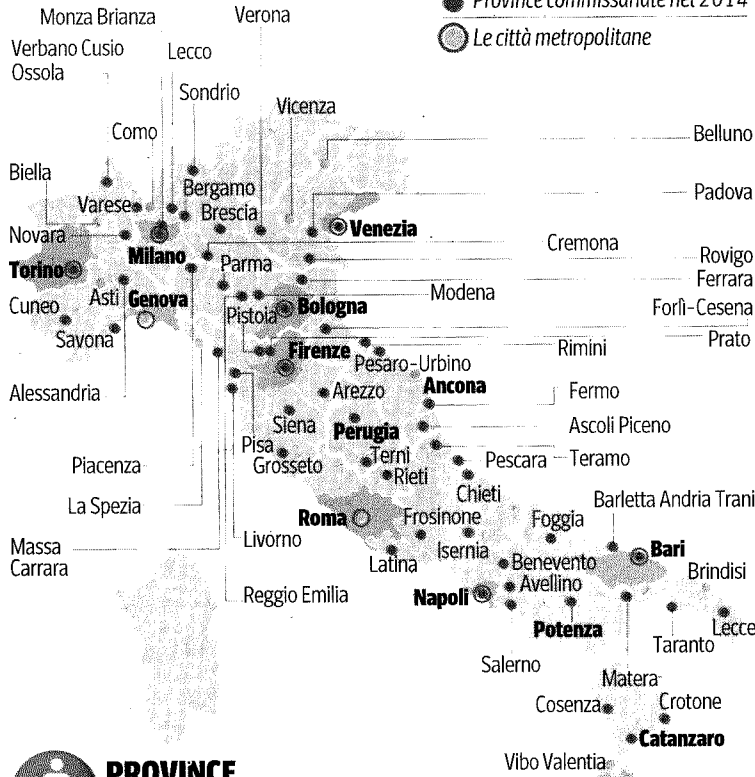 Province commissariate nel 2014
Le città metropolitane
Monza Brianza
Verona
Verbano Cusio
Ossola
Lecco
Sondrio
Vicenza
Como
Belluno
Biella
Bergamo
Padova
Varese
Brescia
Venezia
Novara
Milano
Cremona
Torino
Parma
Rovigo
Ferrara
Asti
Genova
Modena
Cuneo
Bologna
Forlì-Cesena
Pistoia
Savona
Firenze
Prato
Rimini
Pesaro-Urbino
Alessandria
Arezzo
Ancona
Fermo
Siena
Perugia
Ascoli Piceno
Pisa
Piacenza
Grosseto
Terni
Rieti
Pescara
Teramo
La Spezia
Chieti
Barletta Andria Trani
Roma
Frosinone
Foggia
Massa
Carrara
Livorno
Latina
Isernia
Bari
Benevento
Reggio Emilia
Napoli
Avellino
Brindisi
Potenza
Lecce
Taranto
Salerno
Matera
Cosenza
Crotone
Catanzaro
Vibo Valentia
PROVINCE